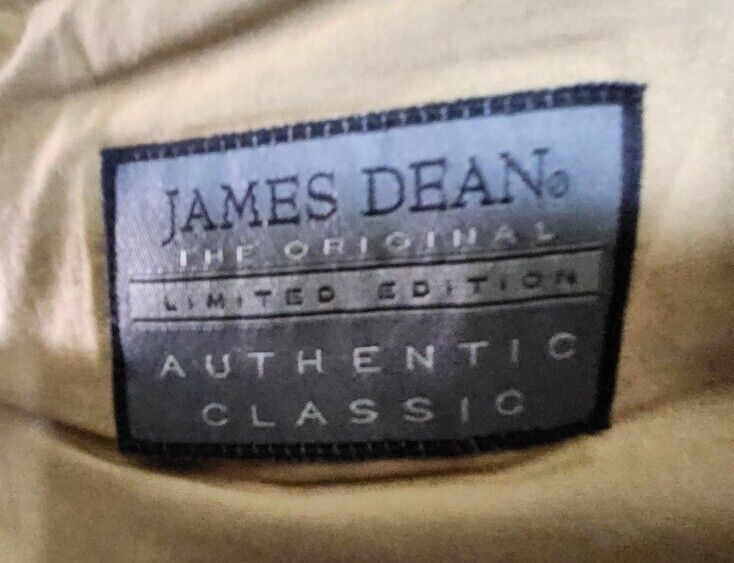 JAMES DEAN®
THE ORIGINAL
LIMITED EDITION
AUTHENTIC
CLASSIC